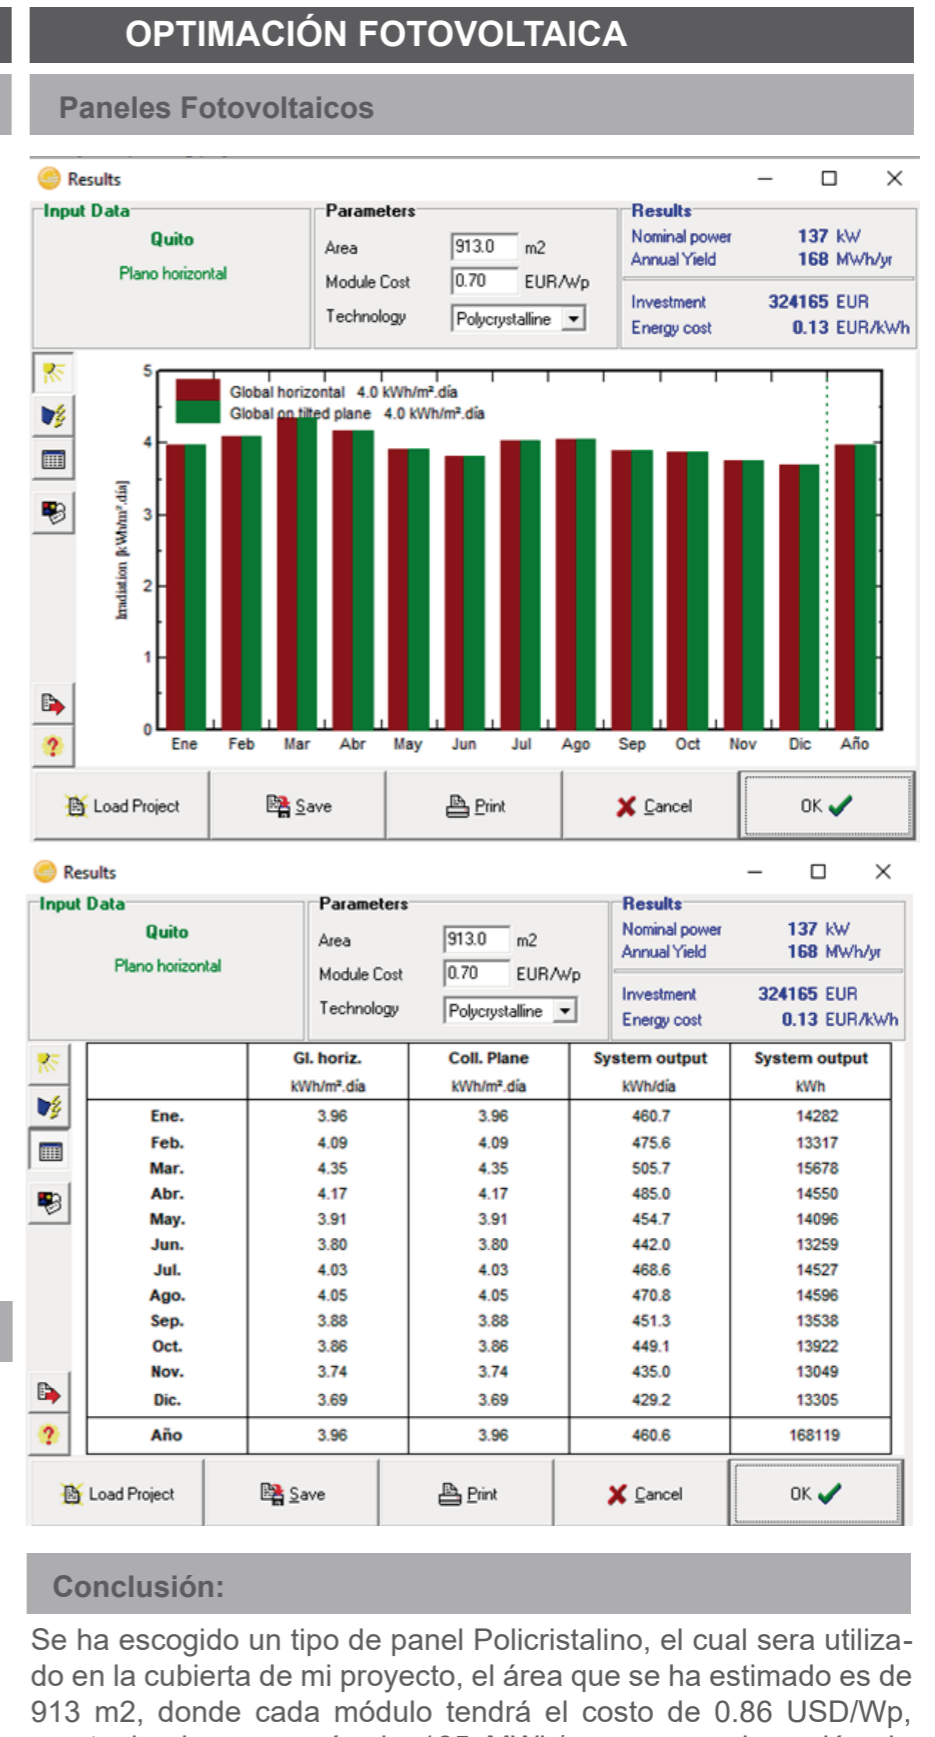 OPTIMACIÓN FOTOVOLTAICA
Paneles Fotovoltaicos
Results
Input Data
Quito
Plano horizontal
Parameters
Area 913.0 m2
Module Cost 0.70 EUR/Wp
Technology Polycrystalline
Results
Nominal power 137 kW
Annual Yield 168 MWh/yr
Investment 324165 EUR
Energy cost 0.13 EUR/kWh
Global horizontal 4.0 kWh/m².día
Global on tilted plane 4.0 kWh/m².día
Irradiation [kWh/m².día]
5
4
3
2
1
0
Ene Feb Mar Abr May Jun Jul Ago Sep Oct Nov Dic Año
Load Project Save Print Cancel OK
Results
Input Data
Quito
Plano horizontal
Parameters
Area 913.0 m2
Module Cost 0.70 EUR/Wp
Technology Polycrystalline
Results
Nominal power 137 kW
Annual Yield 168 MWh/yr
Investment 324165 EUR
Energy cost 0.13 EUR/kWh
Gl. horiz. Coll. Plane System output System output
kWh/m².día kWh/m².día kWh/día kWh
Ene. 3.96 3.96 460.7 14282
Feb. 4.09 4.09 475.6 13317
Mar. 4.35 4.35 505.7 15678
Abr. 4.17 4.17 485.0 14550
May. 3.91 3.91 454.7 14096
Jun. 3.80 3.80 442.0 13259
Jul. 4.03 4.03 468.6 14527
Ago. 4.05 4.05 470.8 14596
Sep. 3.88 3.88 451.3 13538
Oct. 3.86 3.86 449.1 13922
Nov. 3.74 3.74 435.0 13049
Dic. 3.69 3.69 429.2 13305
Año 3.96 3.96 460.6 168119
Load Project Save Print Cancel OK
Conclusión:
Se ha escogido un tipo de panel Policristalino, el cual sera utiliza-
do en la cubierta de mi proyecto, el área que se ha estimado es de
913 m2, donde cada módulo tendrá el costo de 0.86 USD/Wp,